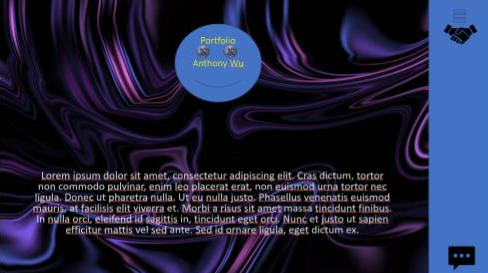 Portfolio
Anthony Wu
Lorem ipsum dolor sit amet, consectetur adipiscing elit. Cras dictum, tortor
non commodo pulvinar, enim leo placerat erat, non euismod urna tortor nec
ligula. Donec ut pharetra nulla. Ut eu nulla justo. Phasellus venenatis euismod
mauris, at facilisis elit viverra et. Morbi a risus sit amet massa tincidunt finibus.
In nulla orci, eleifend id sagittis in, tincidunt eget orci. Nunc et justo ut sapien
efficitur mattis vel sed ante. Sed id ornare ligula, eget dictum ex.